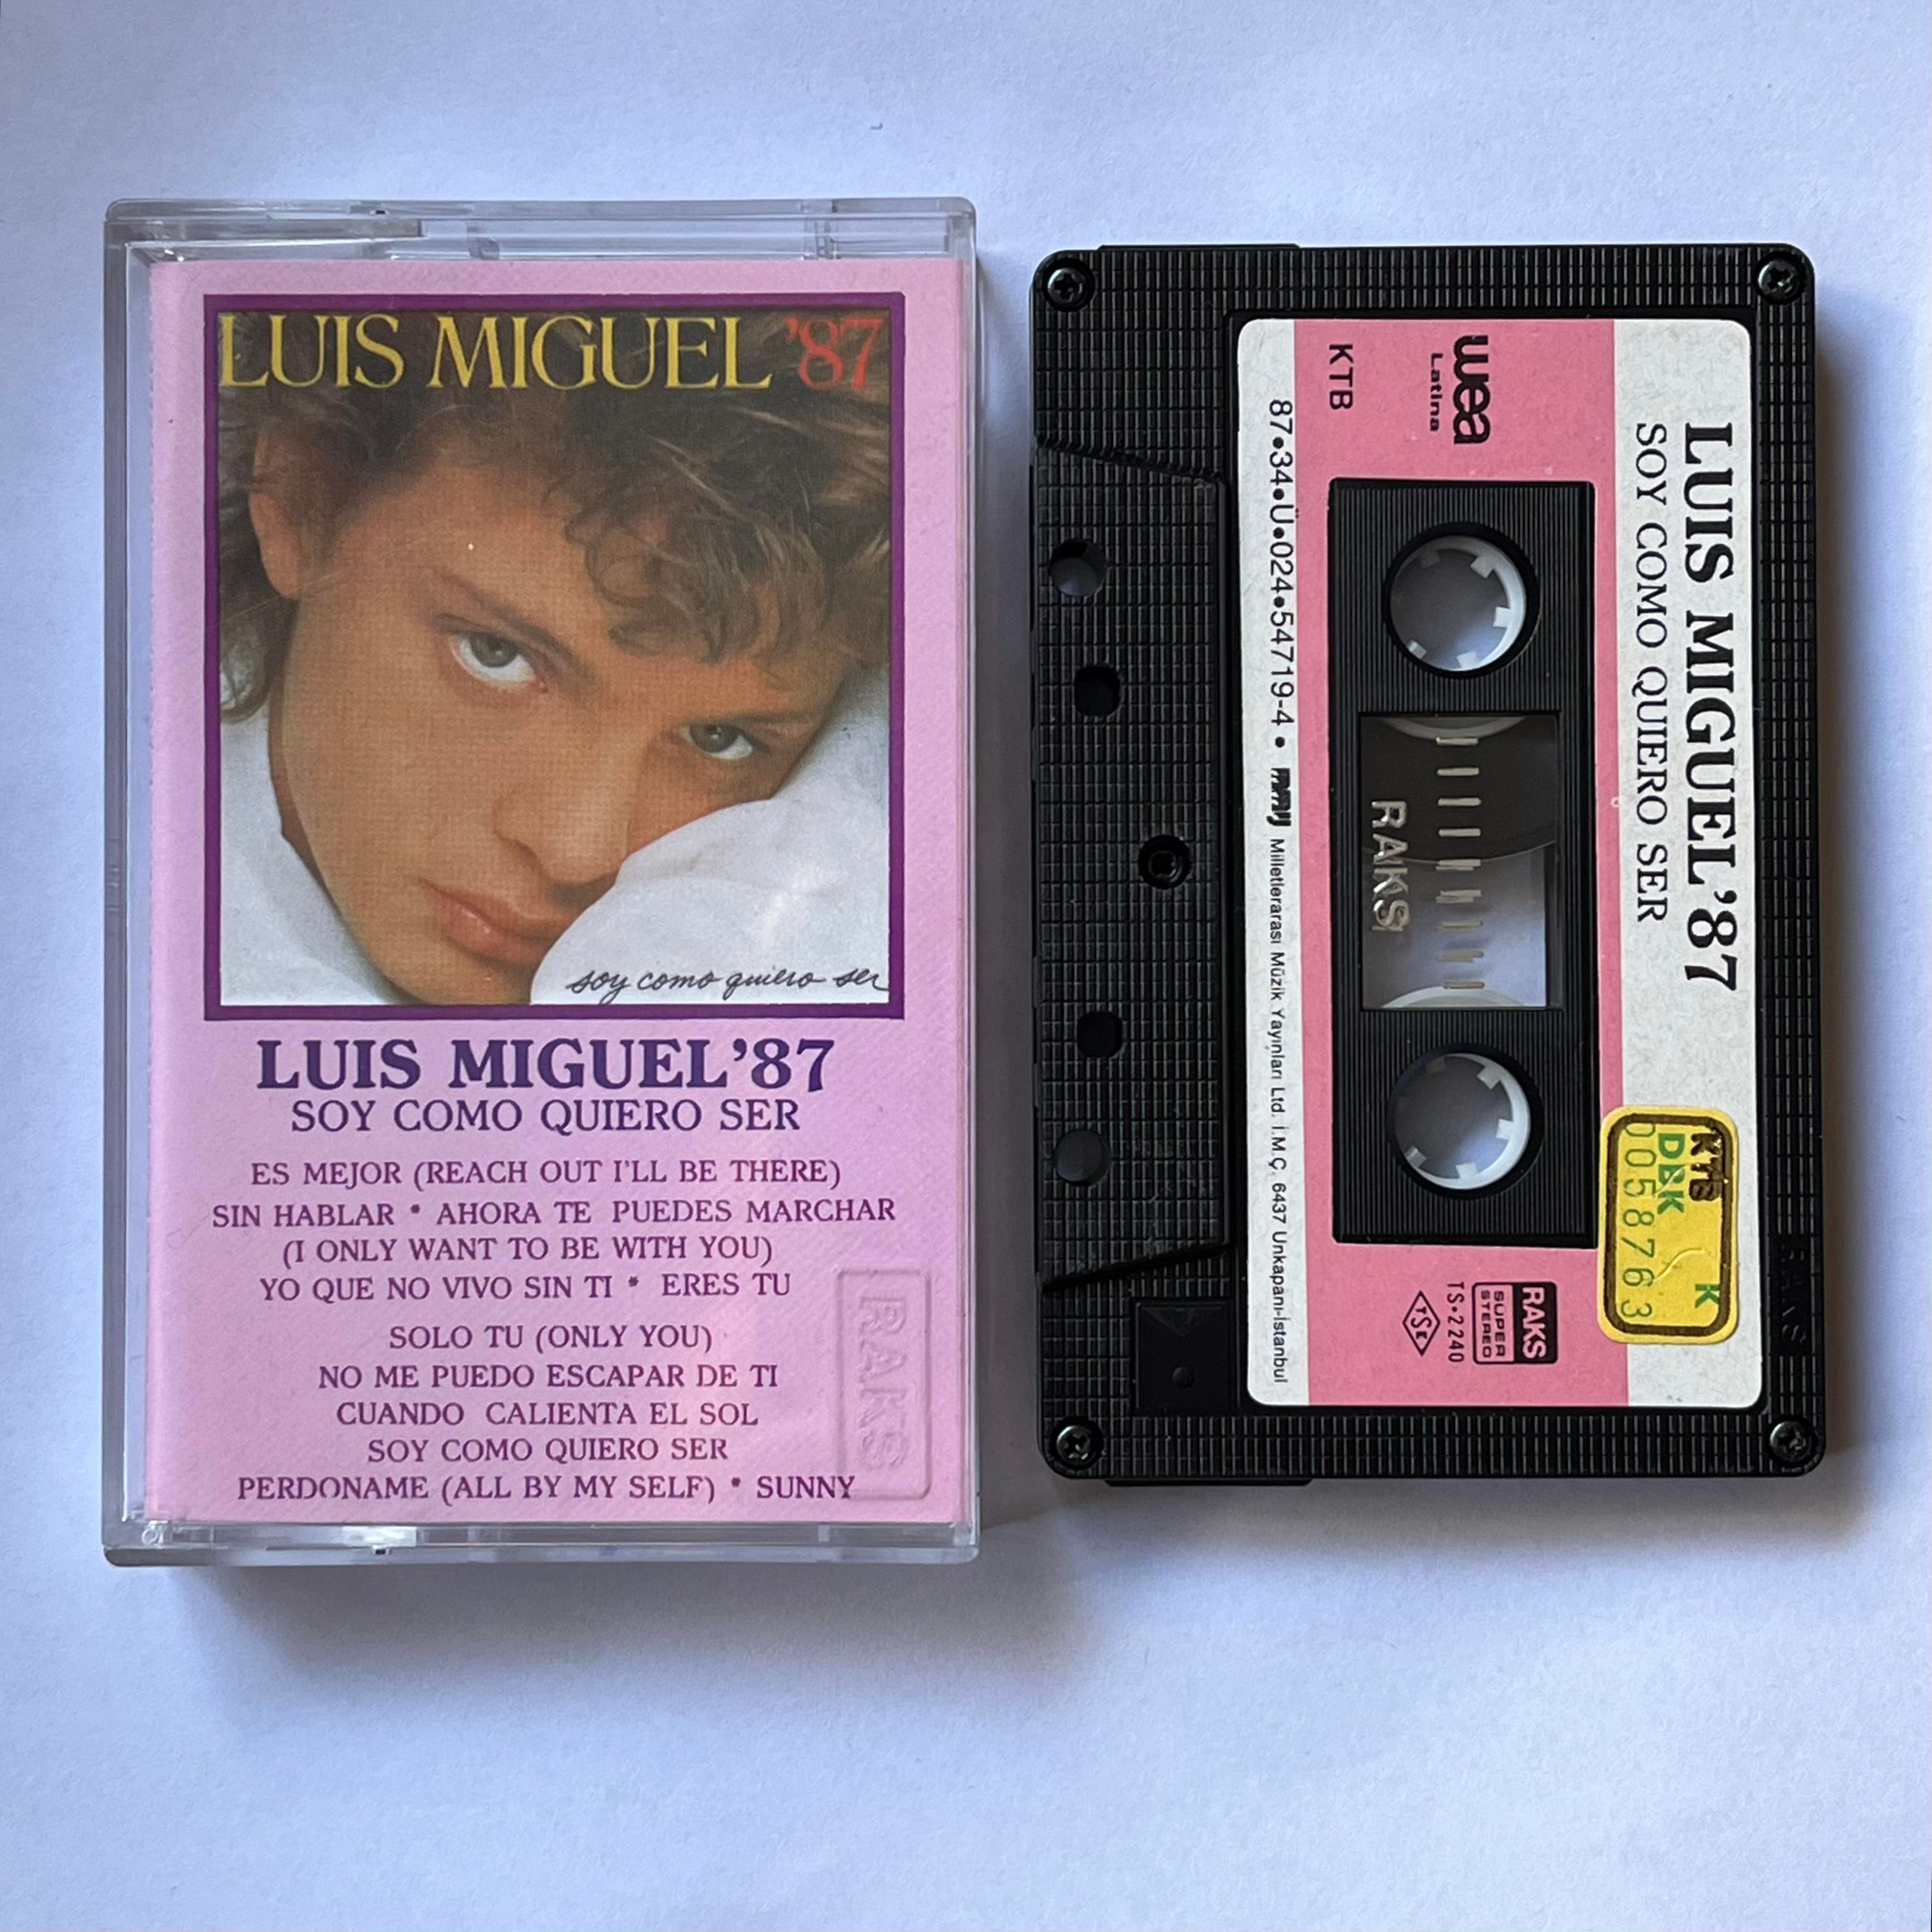 LUIS MIGUEL '87
soy como quiero ser
LUIS MIGUEL'87
SOY COMO QUIERO SER
ES MEJOR (REACH OUT I'LL BE THERE)
SIN HABLAR * AHORA TE PUEDES MARCHAR
(I ONLY WANT TO BE WITH YOU)
YO QUE NO VIVO SIN TI * ERES TU
SOLO TU (ONLY YOU)
NO ME PUEDO ESCAPAR DE TI
CUANDO CALIENTA EL SOL
SOY COMO QUIERO SER
PERDONAME (ALL BY MY SELF) * SUNNY
RAKS
LUIS MIGUEL'87
SOY COMO QUIERO SER
wea
Latina
KTB
RAKS
RAKS
SUPER
STEREO
TS•2240
TSE
KTB
DBK
K
0058763
87•34•Ü•024•54719-4 • Milletlerarası Müzik Yayınları Ltd. İ.M.Ç. 6437 Unkapanı-İstanbul
RAKS